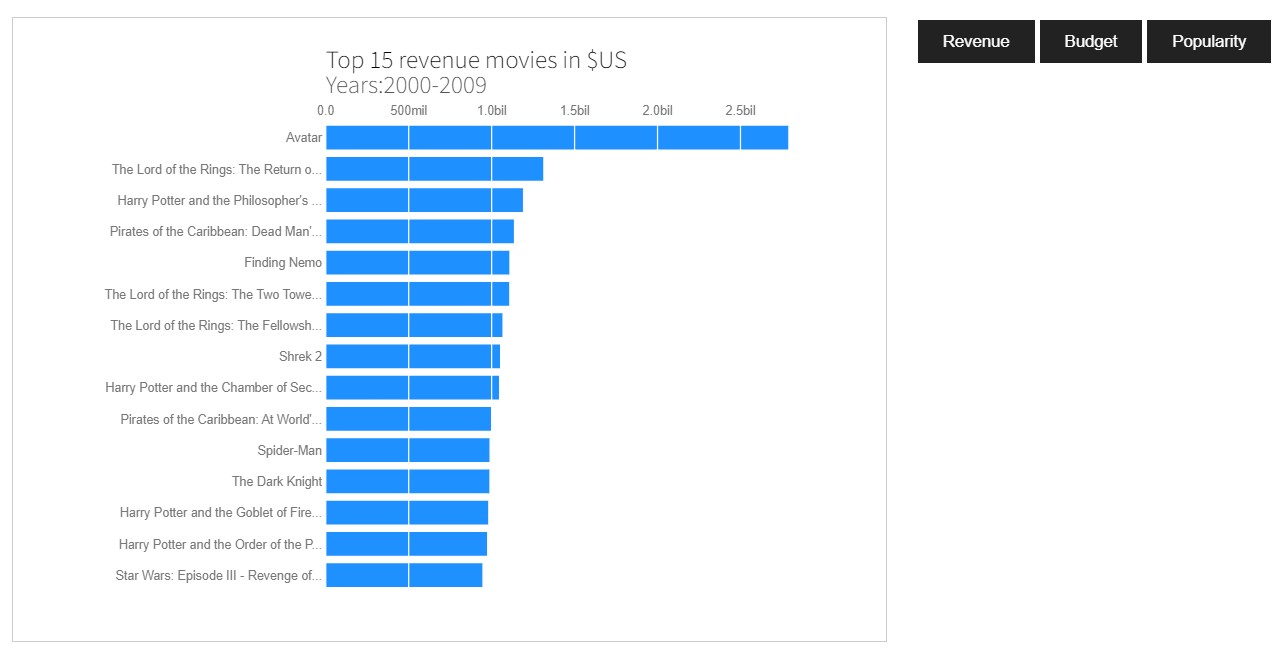 Top 15 revenue movies in $US
Years:2000-2009
0.0 500mil 1.0bil 1.5bil 2.0bil 2.5bil
Avatar
The Lord of the Rings: The Return o...
Harry Potter and the Philosopher's ...
Pirates of the Caribbean: Dead Man'...
Finding Nemo
The Lord of the Rings: The Two Towe...
The Lord of the Rings: The Fellowsh...
Shrek 2
Harry Potter and the Chamber of Sec...
Pirates of the Caribbean: At World'...
Spider-Man
The Dark Knight
Harry Potter and the Goblet of Fire...
Harry Potter and the Order of the P...
Star Wars: Episode III - Revenge of...
Revenue Budget Popularity